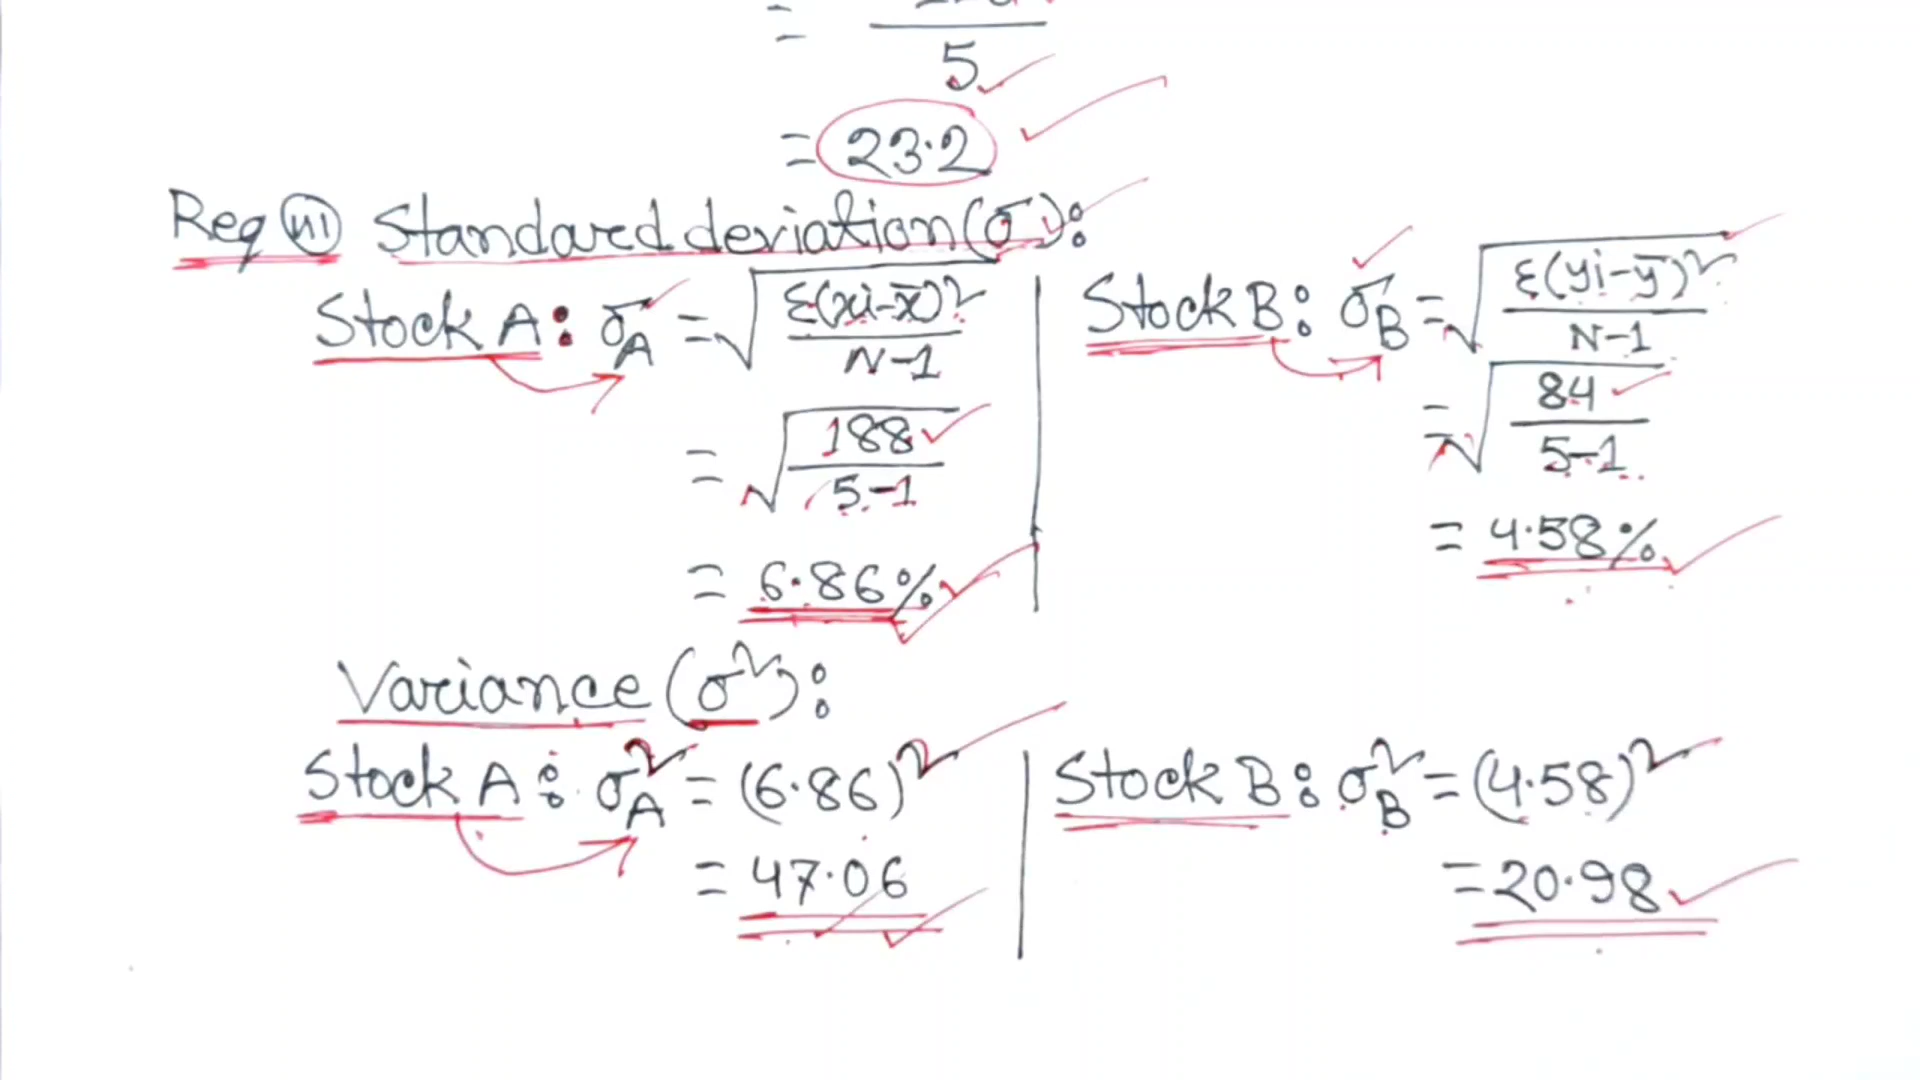 =
5
= 23.2
Req (iii) Standard deviation (σ):
Stock A: σA = √(Σ(xi-x̄)²/N-1)
= √(188/5-1)
= 6.86%
Stock B: σB = √(Σ(yi-ȳ)²/N-1)
= √(84/5-1)
= 4.58%
Variance (σ²):
Stock A: σ²A = (6.86)²
= 47.06
Stock B: σ²B = (4.58)²
= 20.98